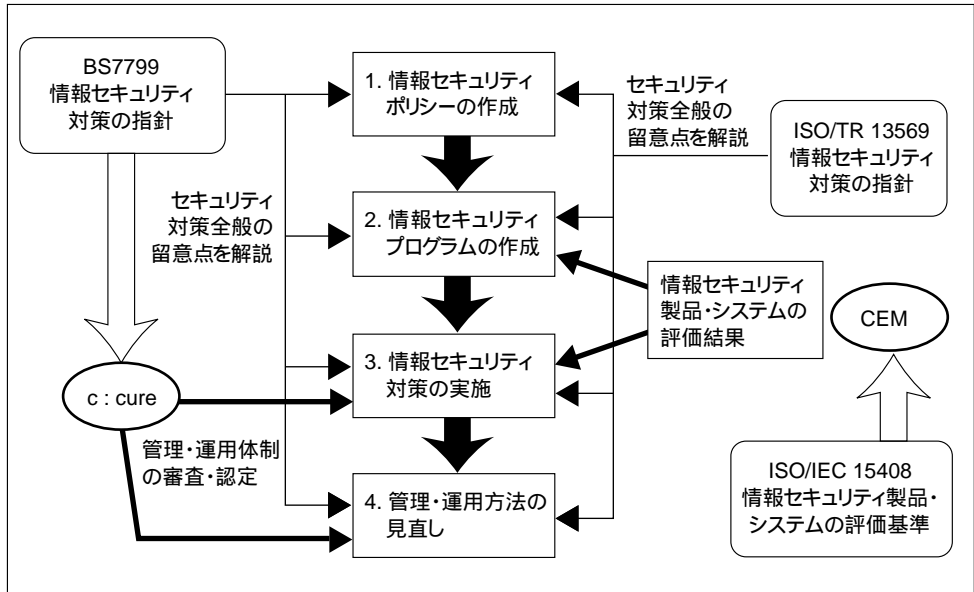 BS7799
情報セキュリティ
対策の指針
1. 情報セキュリティ
ポリシーの作成
セキュリティ
対策全般の
留意点を解説
ISO/TR 13569
情報セキュリティ
対策の指針
セキュリティ
対策全般の
留意点を解説
2. 情報セキュリティ
プログラムの作成
情報セキュリティ
製品・システムの
評価結果
CEM
3. 情報セキュリティ
対策の実施
c : cure
管理・運用体制
の審査・認定
4. 管理・運用方法の
見直し
ISO/IEC 15408
情報セキュリティ製品・
システムの評価基準